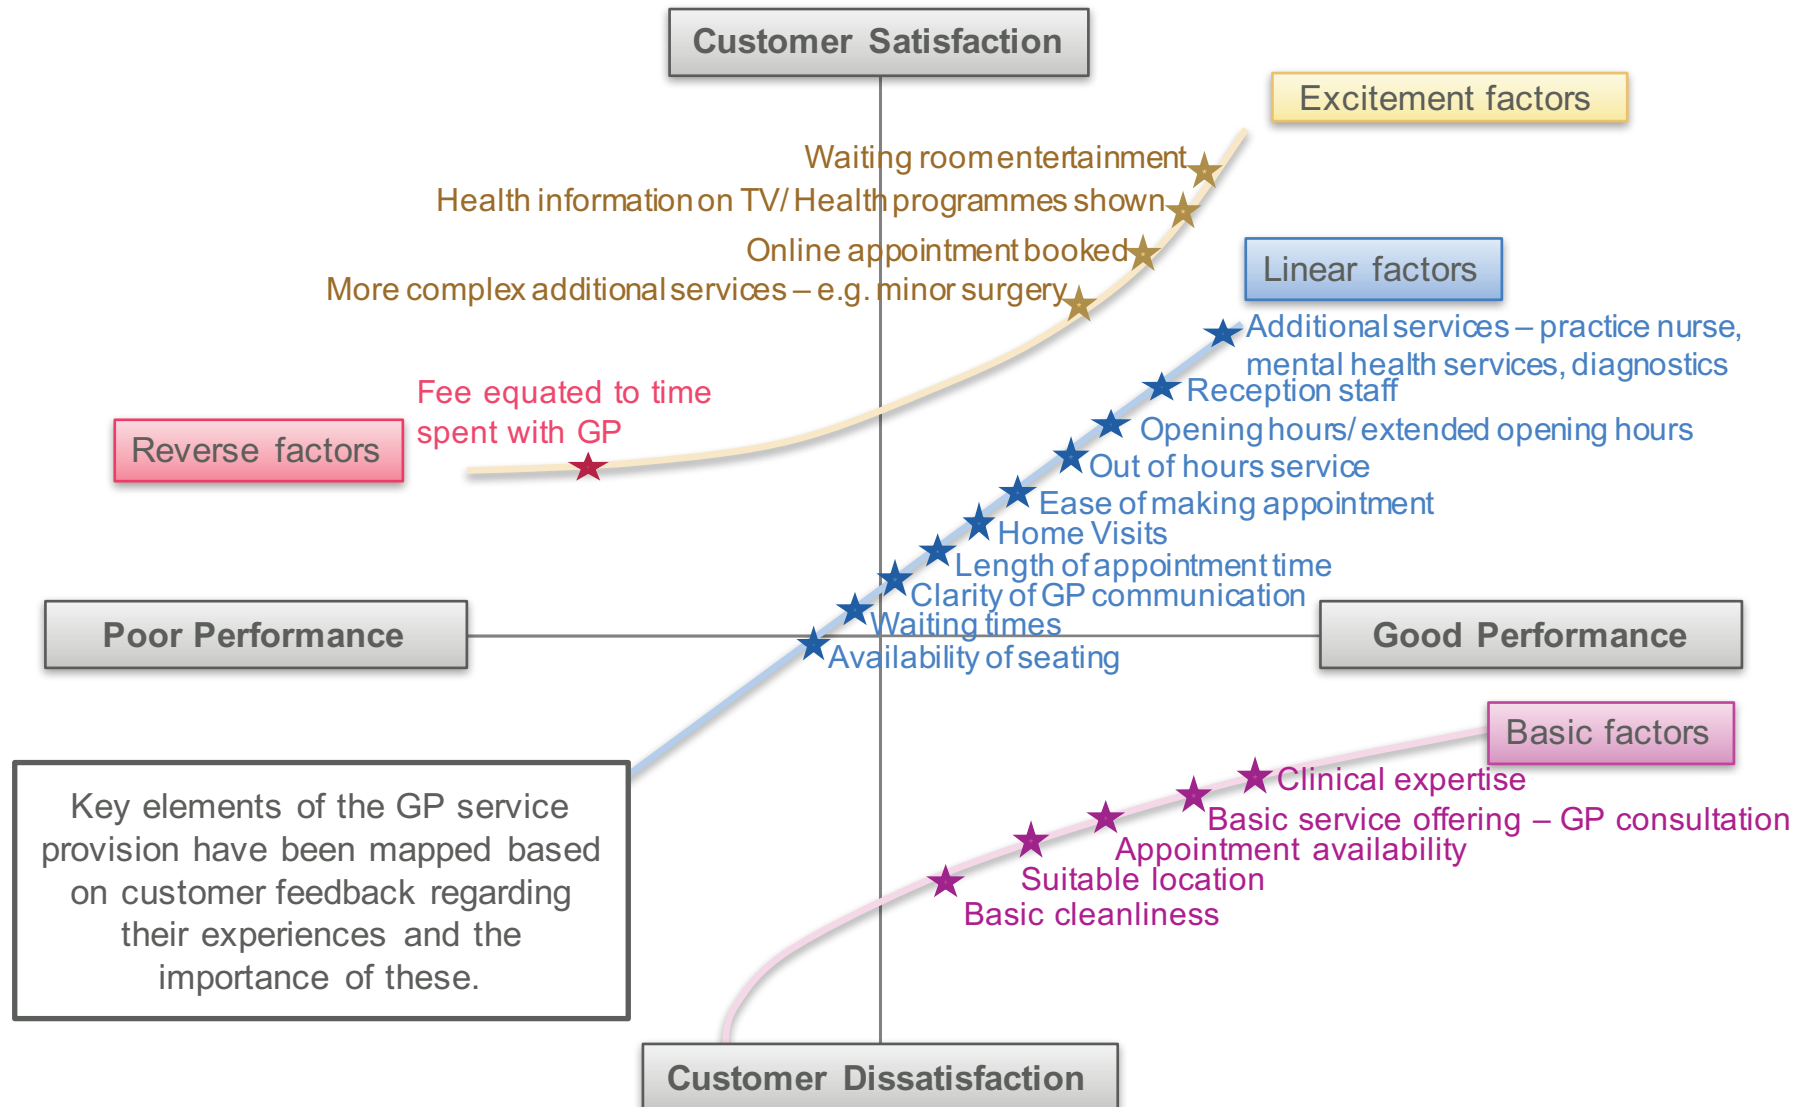 Customer Satisfaction
Excitement factors
Waiting room entertainment
Health information on TV/ Health programmes shown
Online appointment booked
More complex additional services – e.g. minor surgery
Linear factors
Additional services – practice nurse,
mental health services, diagnostics
Reception staff
Opening hours/ extended opening hours
Out of hours service
Ease of making appointment
Home Visits
Length of appointment time
Clarity of GP communication
Waiting times
Availability of seating
Fee equated to time
spent with GP
Reverse factors
Poor Performance
Good Performance
Basic factors
Clinical expertise
Basic service offering – GP consultation
Appointment availability
Suitable location
Basic cleanliness
Key elements of the GP service
provision have been mapped based
on customer feedback regarding
their experiences and the
importance of these.
Customer Dissatisfaction